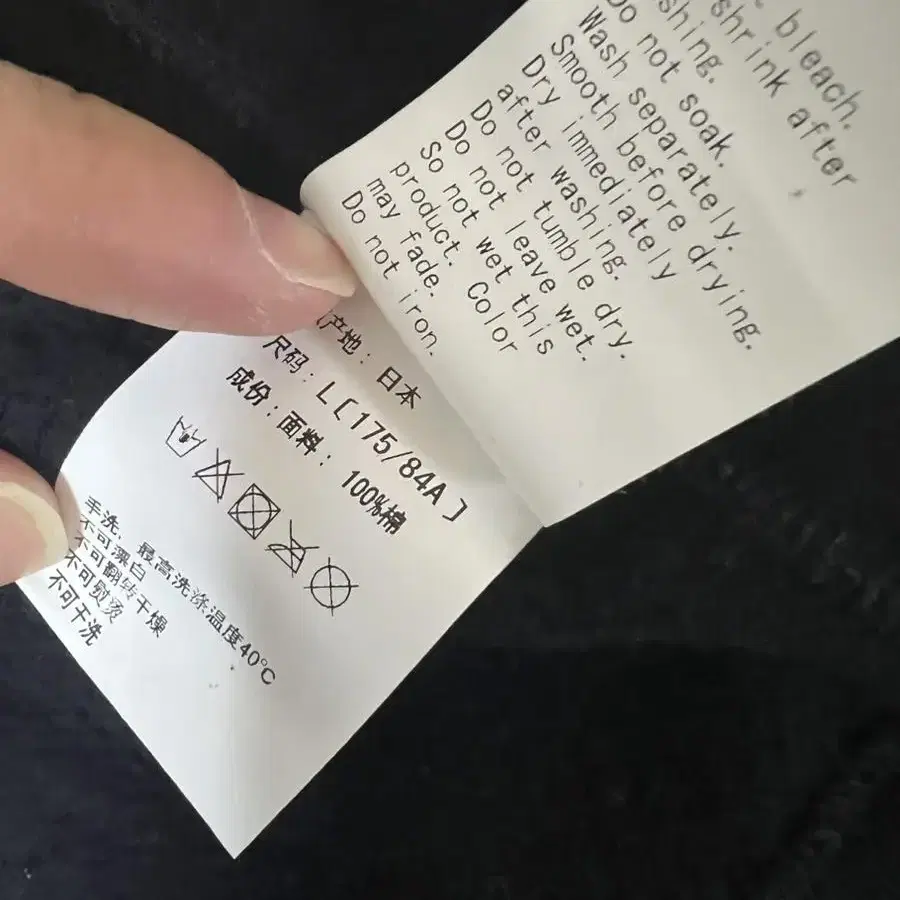 bleach.
shrink after
shing.
Do not soak.
Wash separately.
Smooth before drying.
Dry immediately
after washing.
Do not tumble dry.
Do not leave wet.
So not wet this
product. Color
may fade.
Do not iron.
产地：日本
尺码：L〔175/84A〕
成份：面料：100%棉
手洗，最高洗涤温度40℃
不可漂白
不可翻转干燥
不可熨烫
不可干洗